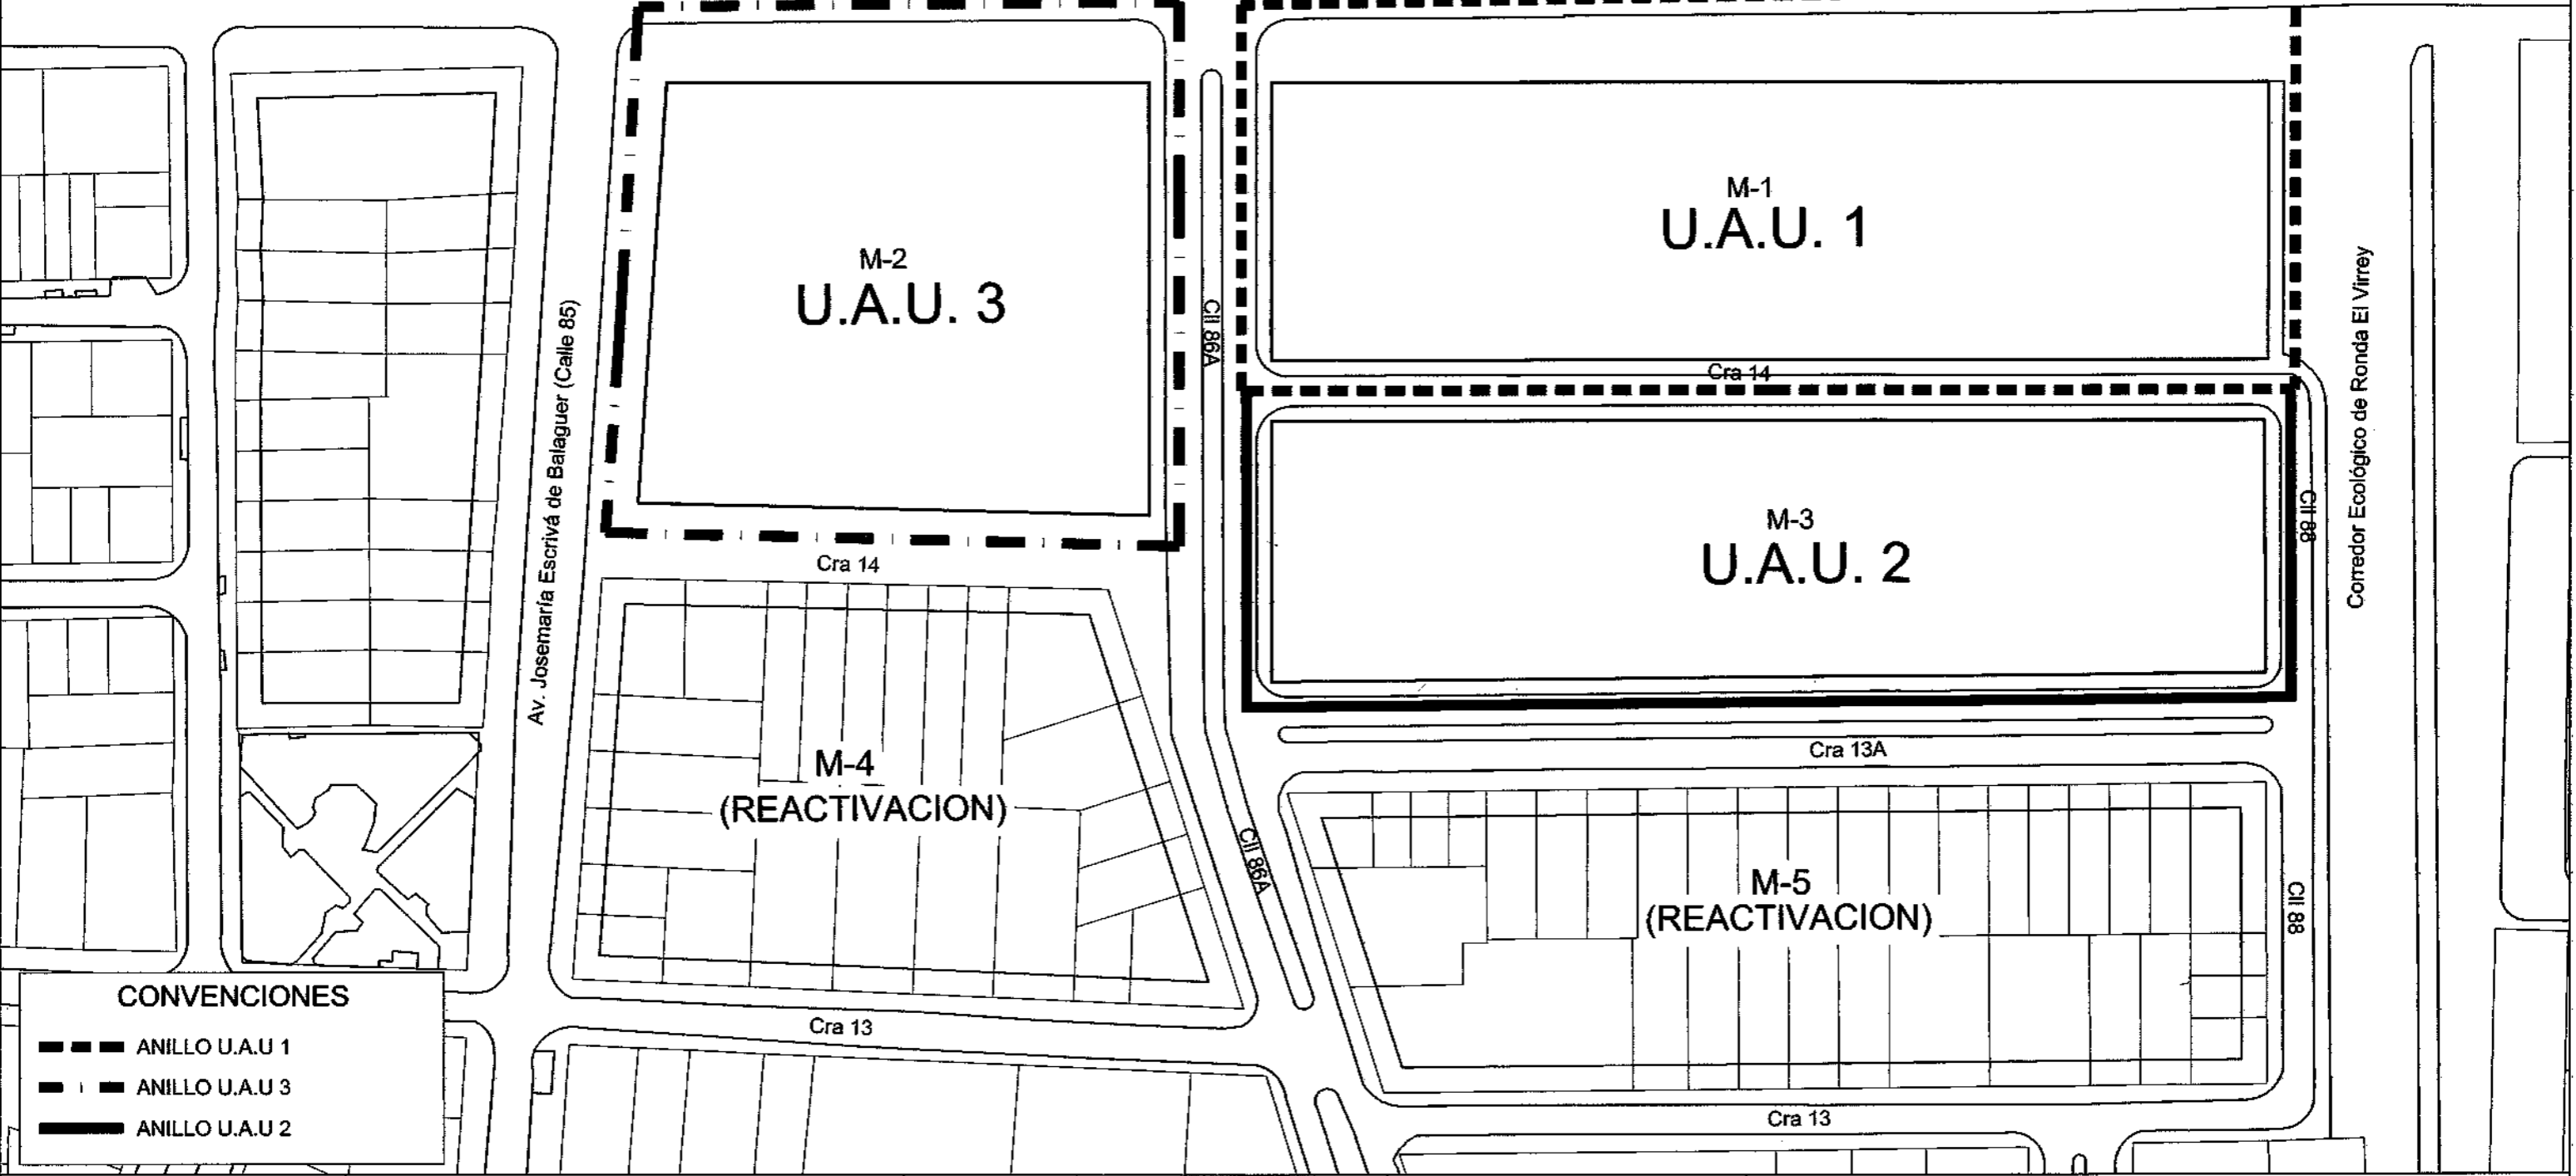 M-1
U.A.U. 1
M-2
U.A.U. 3
Cll 86A
Av. Josemaría Escrivá de Balaguer (Calle 85)
Corredor Ecológico de Ronda El Virrey
Cra 14
M-3
U.A.U. 2
Cll 88
Cra 14
M-4
(REACTIVACION)
Cra 13A
Cll 86A
M-5
(REACTIVACION)
Cll 88
Cra 13
Cra 13
CONVENCIONES
ANILLO U.A.U 1
ANILLO U.A.U 3
ANILLO U.A.U 2